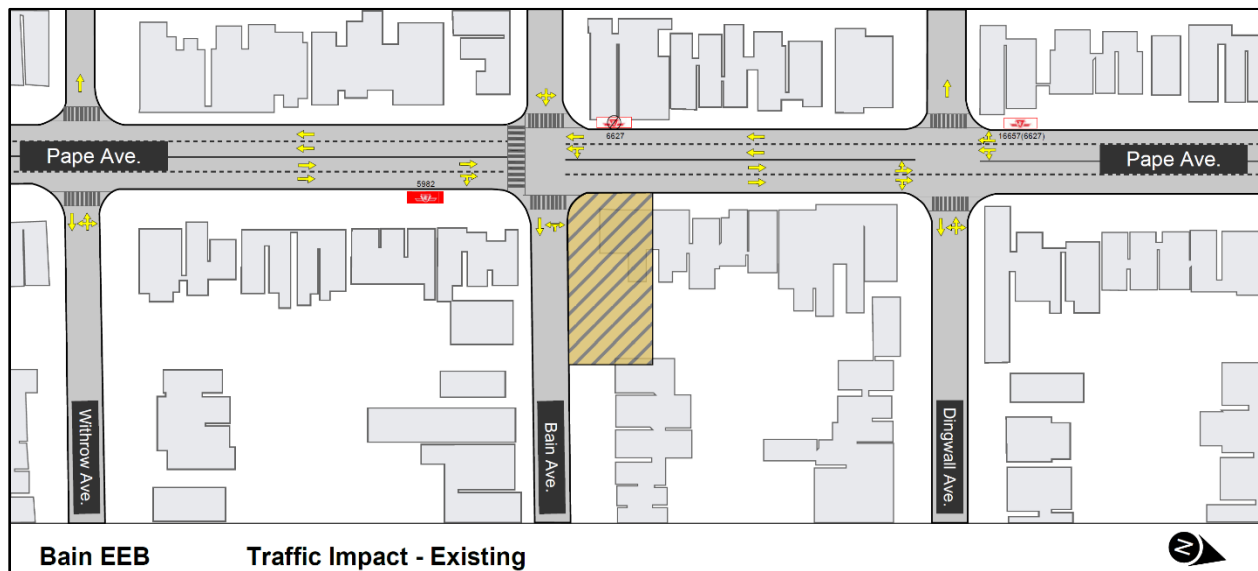 6627
16657(6627)
Pape Ave.
Pape Ave.
5982
Withrow Ave.
Bain Ave.
Dingwall Ave.
Bain EEB
Traffic Impact - Existing
N